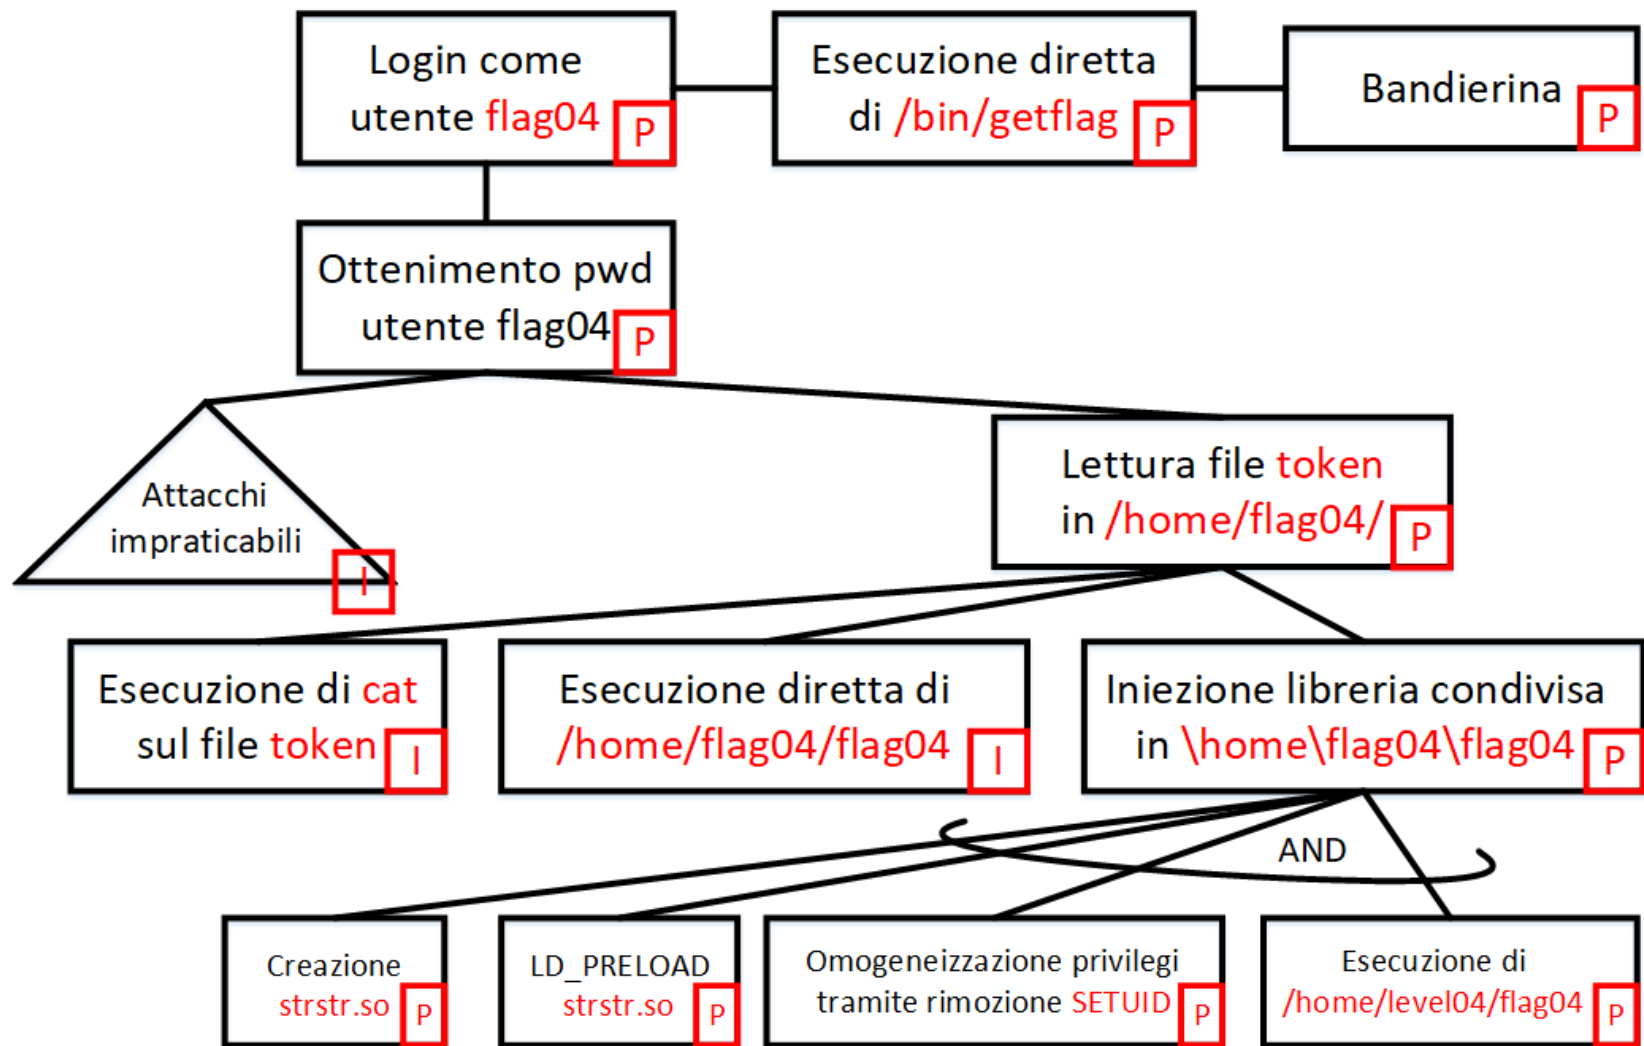 Login come
utente flag04
P
Esecuzione diretta
di /bin/getflag
P
Bandierina
P
Ottenimento pwd
utente flag04
P
Attacchi
impraticabili
I
Lettura file token
in /home/flag04/
P
Esecuzione di cat
sul file token
I
Esecuzione diretta di
/home/flag04/flag04
I
Iniezione libreria condivisa
in \home\flag04\flag04
P
AND
Creazione
strstr.so
P
LD_PRELOAD
strstr.so
P
Omogeneizzazione privilegi
tramite rimozione SETUID
P
Esecuzione di
/home/level04/flag04
P